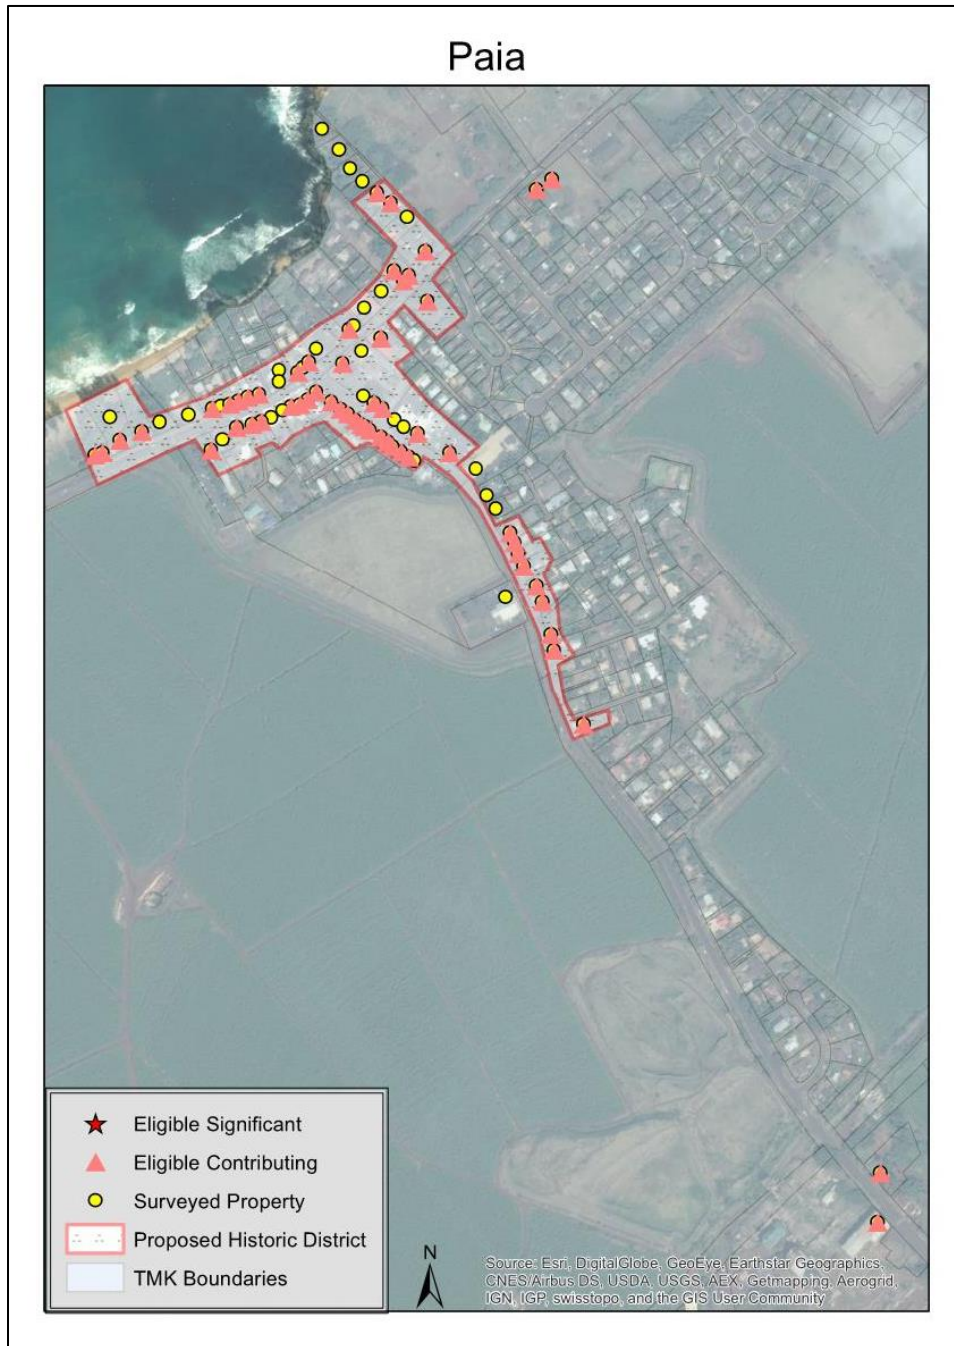 Paia
Eligible Significant
Eligible Contributing
Surveyed Property
Proposed Historic District
TMK Boundaries
N
Source: Esri, DigitalGlobe, GeoEye, Earthstar Geographics,
CNES/Airbus DS, USDA, USGS, AEX, Getmapping, Aerogrid,
IGN, IGP, swisstopo, and the GIS User Community